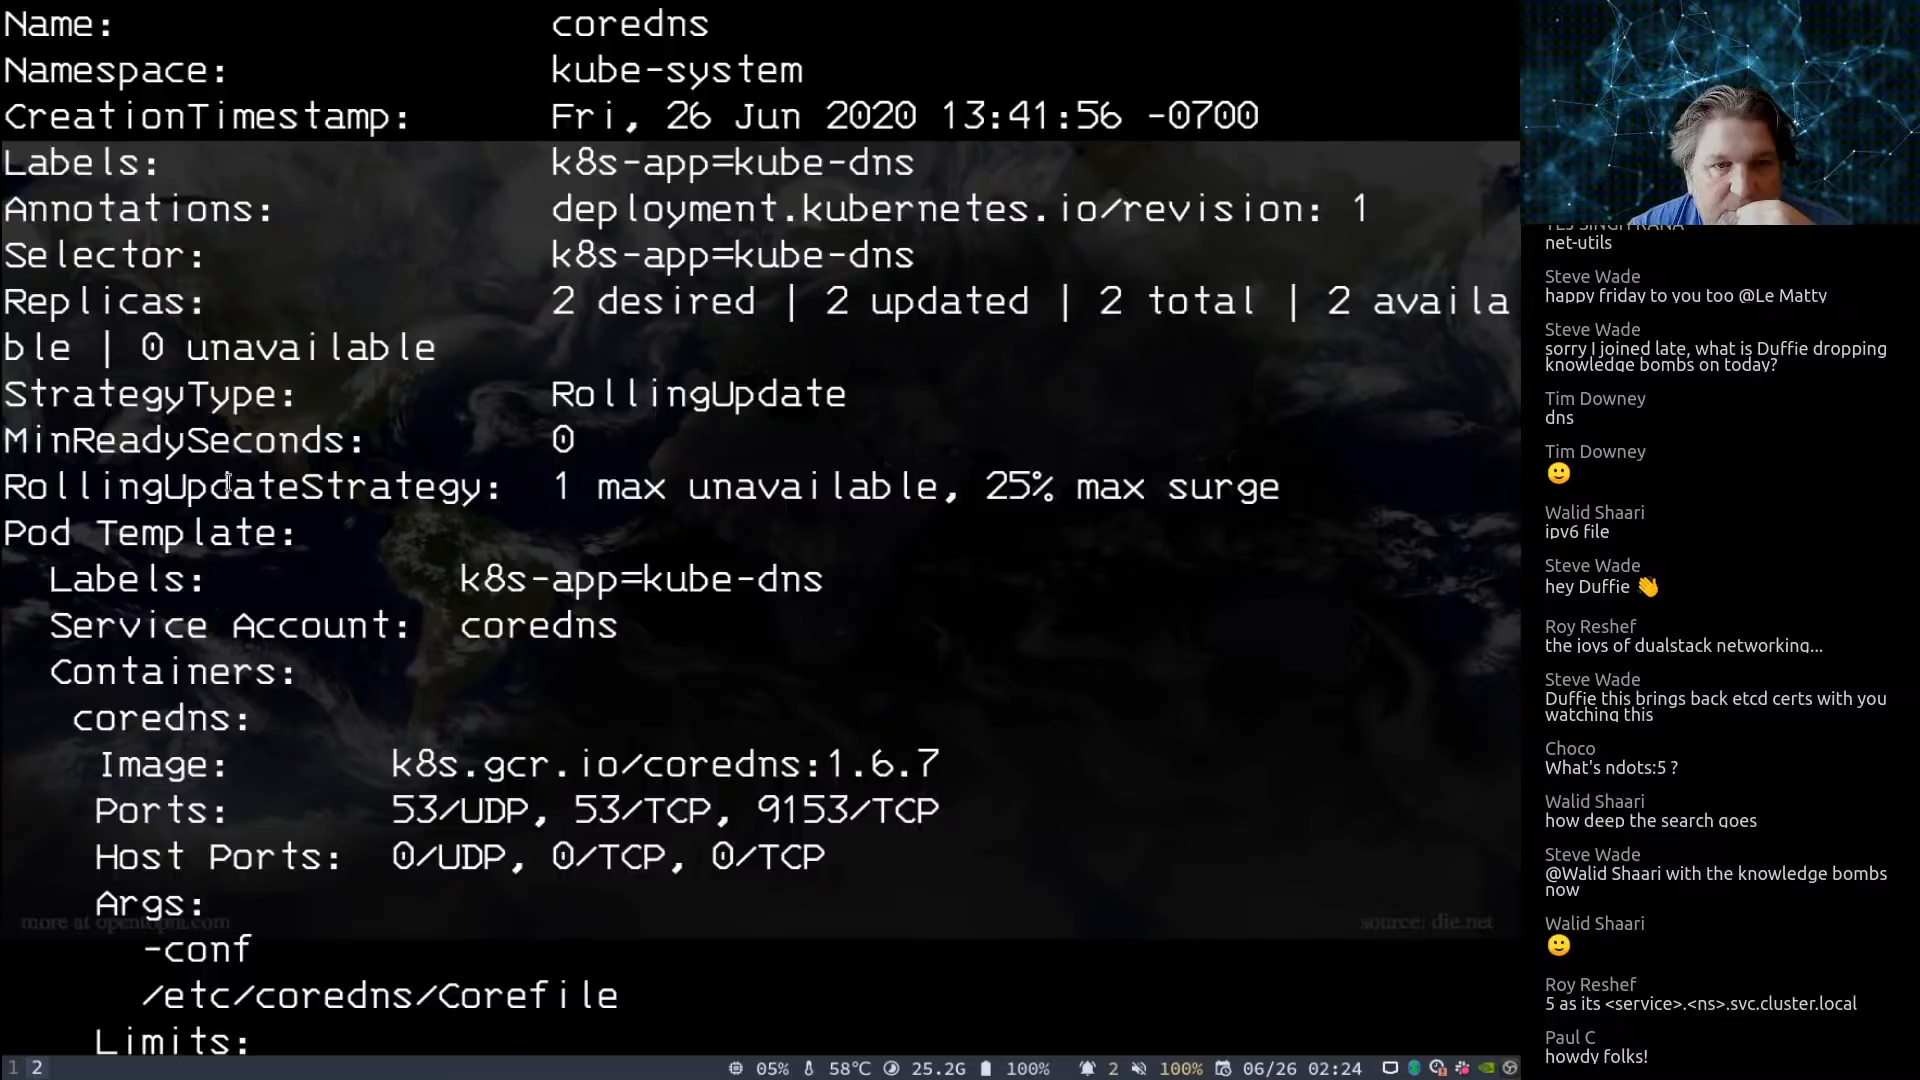 Name: coredns
Namespace: kube-system
CreationTimestamp: Fri, 26 Jun 2020 13:41:56 -0700
Labels: k8s-app=kube-dns
Annotations: deployment.kubernetes.io/revision: 1
Selector: k8s-app=kube-dns
Replicas: 2 desired | 2 updated | 2 total | 2 availa
ble | 0 unavailable
StrategyType: RollingUpdate
MinReadySeconds: 0
RollingUpdateStrategy: 1 max unavailable, 25% max surge
Pod Template:
Labels: k8s-app=kube-dns
Service Account: coredns
Containers:
coredns:
Image: k8s.gcr.io/coredns:1.6.7
Ports: 53/UDP, 53/TCP, 9153/TCP
Host Ports: 0/UDP, 0/TCP, 0/TCP
Args:
more at opentopia.com
source: die.net
-conf
/etc/coredns/Corefile
Limits:
1 2 05% 58°C 25.2G 100% 2 100% 06/26 02:24
net-utils
Steve Wade
happy friday to you too @Le Matty
Steve Wade
sorry I joined late, what is Duffie dropping
knowledge bombs on today?
Tim Downey
dns
Tim Downey
🙂
Walid Shaari
ipv6 file
Steve Wade
hey Duffie 👋
Roy Reshef
the joys of dualstack networking...
Steve Wade
Duffie this brings back etcd certs with you
watching this
Choco
What's ndots:5 ?
Walid Shaari
how deep the search goes
Steve Wade
@Walid Shaari with the knowledge bombs
now
Walid Shaari
🙂
Roy Reshef
5 as its <service>.<ns>.svc.cluster.local
Paul C
howdy folks!